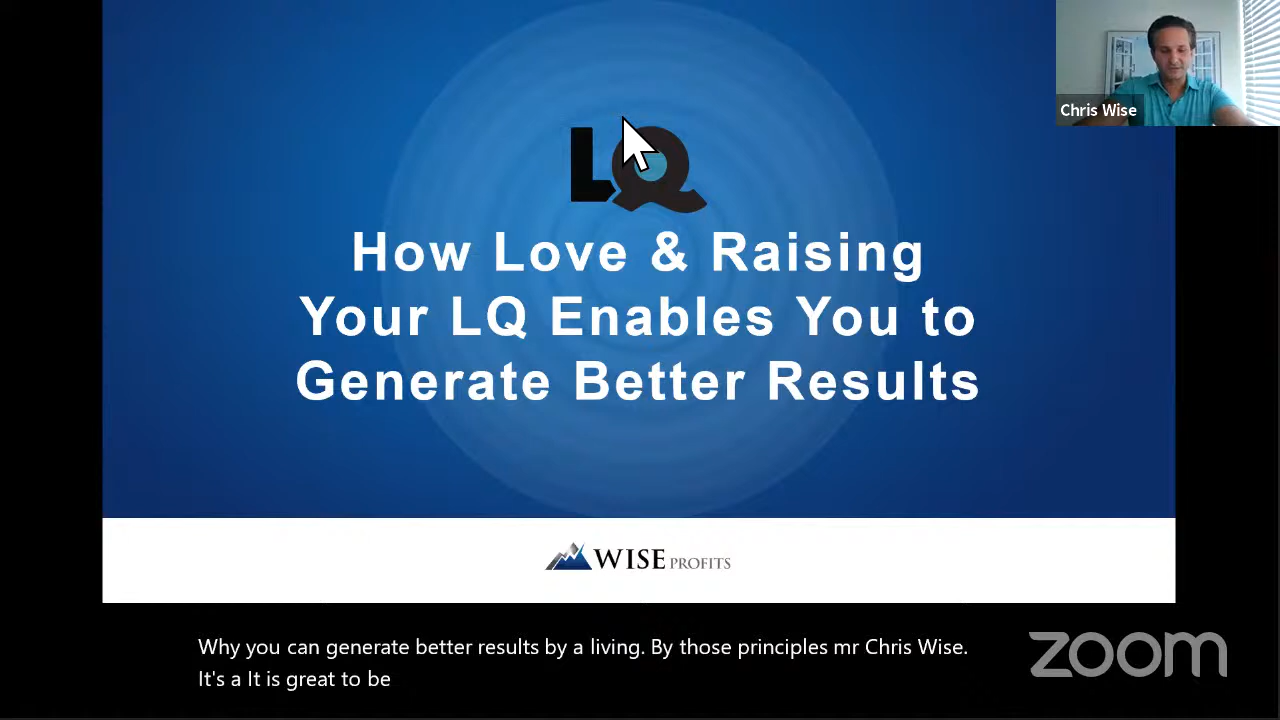 Chris Wise
LQ
How Love & Raising
Your LQ Enables You to
Generate Better Results
WISE PROFITS
Why you can generate better results by a living. By those principles mr Chris Wise.
It's a It is great to be
zoom